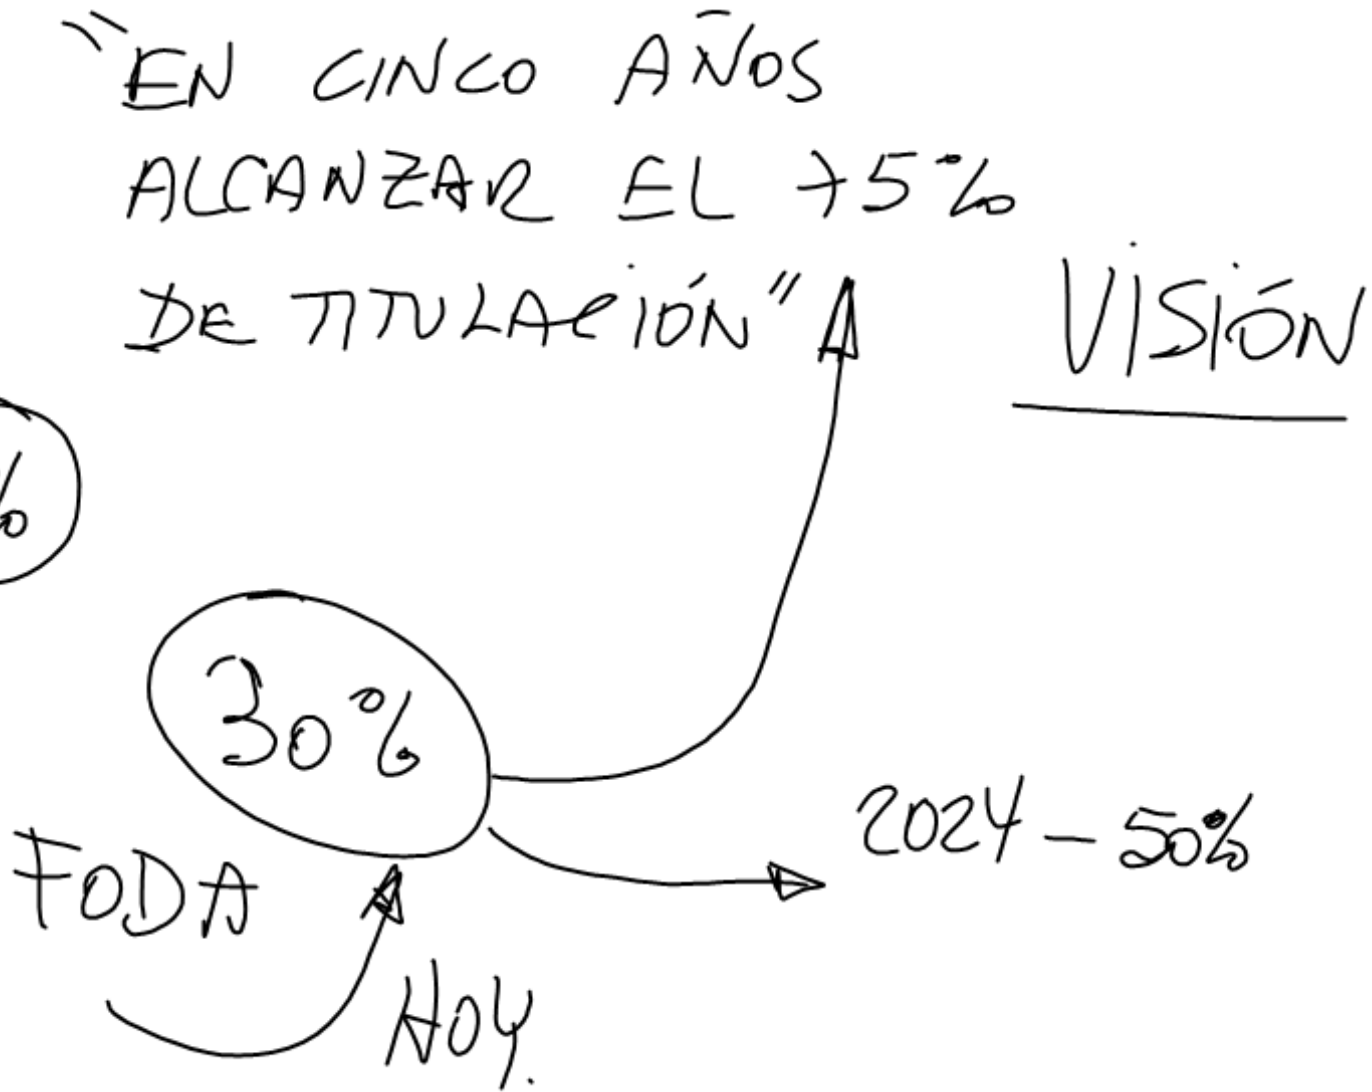 "EN CINCO AÑOS
ALCANZAR EL 75%
DE TITULACIÓN"
VISIÓN
%
30%
2024 - 50%
FODA
HOY.